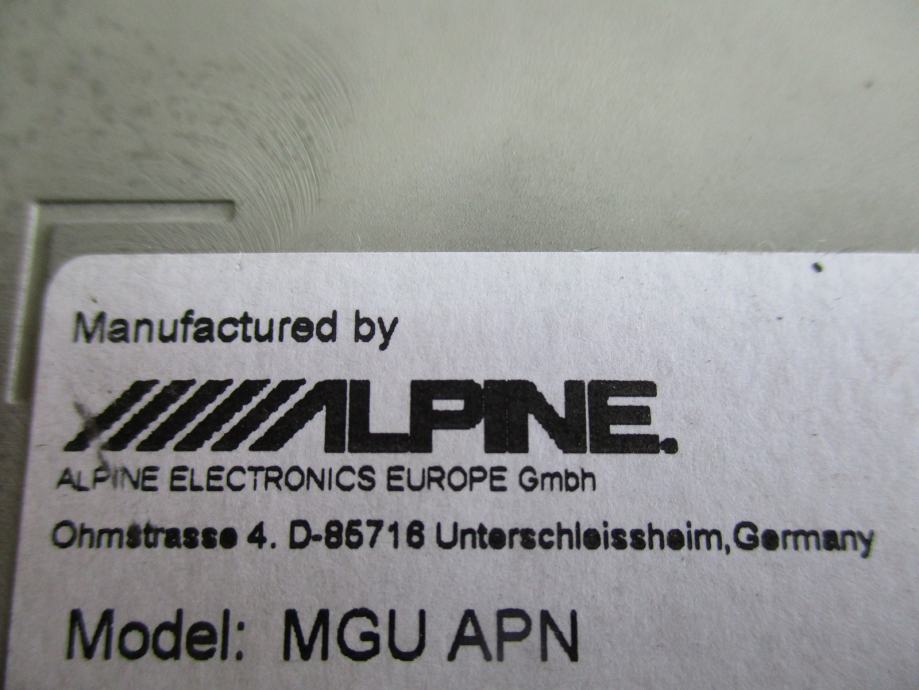 Manufactured by
ALPINE.
ALPINE ELECTRONICS EUROPE Gmbh
Ohmstrasse 4. D-85716 Unterschleissheim,Germany
Model: MGU APN